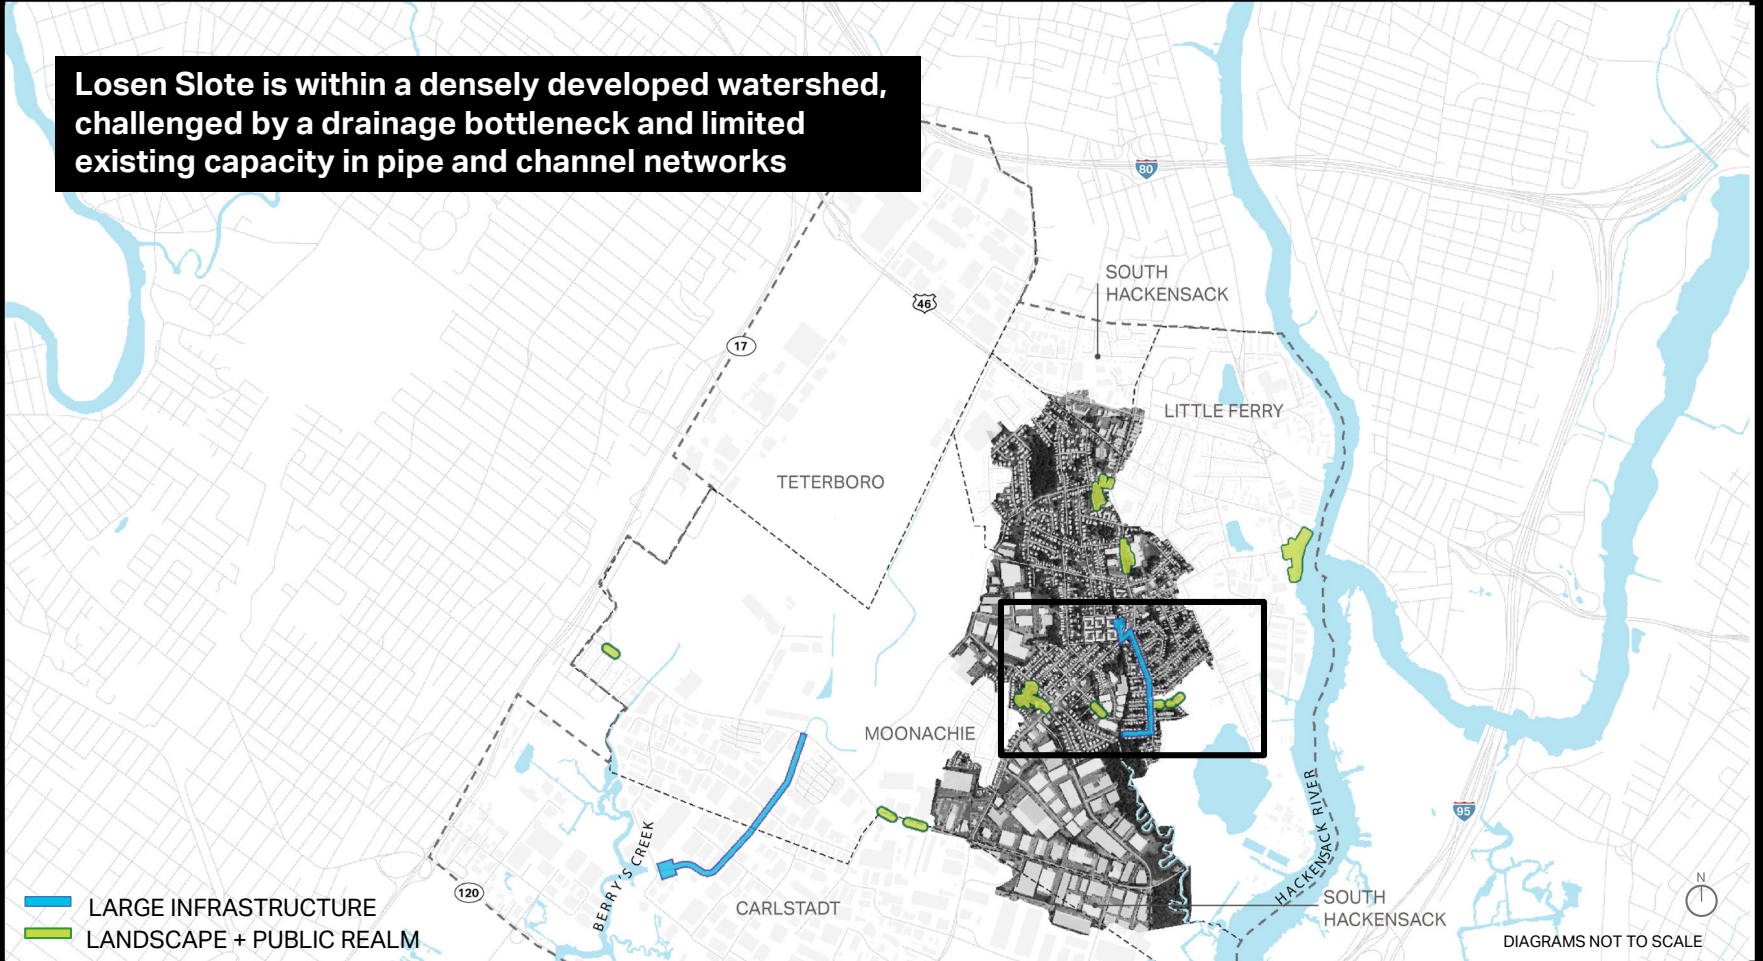 Losen Slote is within a densely developed watershed,
challenged by a drainage bottleneck and limited
existing capacity in pipe and channel networks
80
SOUTH
HACKENSACK
46
17
LITTLE FERRY
TETERBORO
MOONACHIE
HACKENSACK RIVER
95
BERRY'S CREEK
120
CARLSTADT
SOUTH
HACKENSACK
N
LARGE INFRASTRUCTURE
LANDSCAPE + PUBLIC REALM
DIAGRAMS NOT TO SCALE